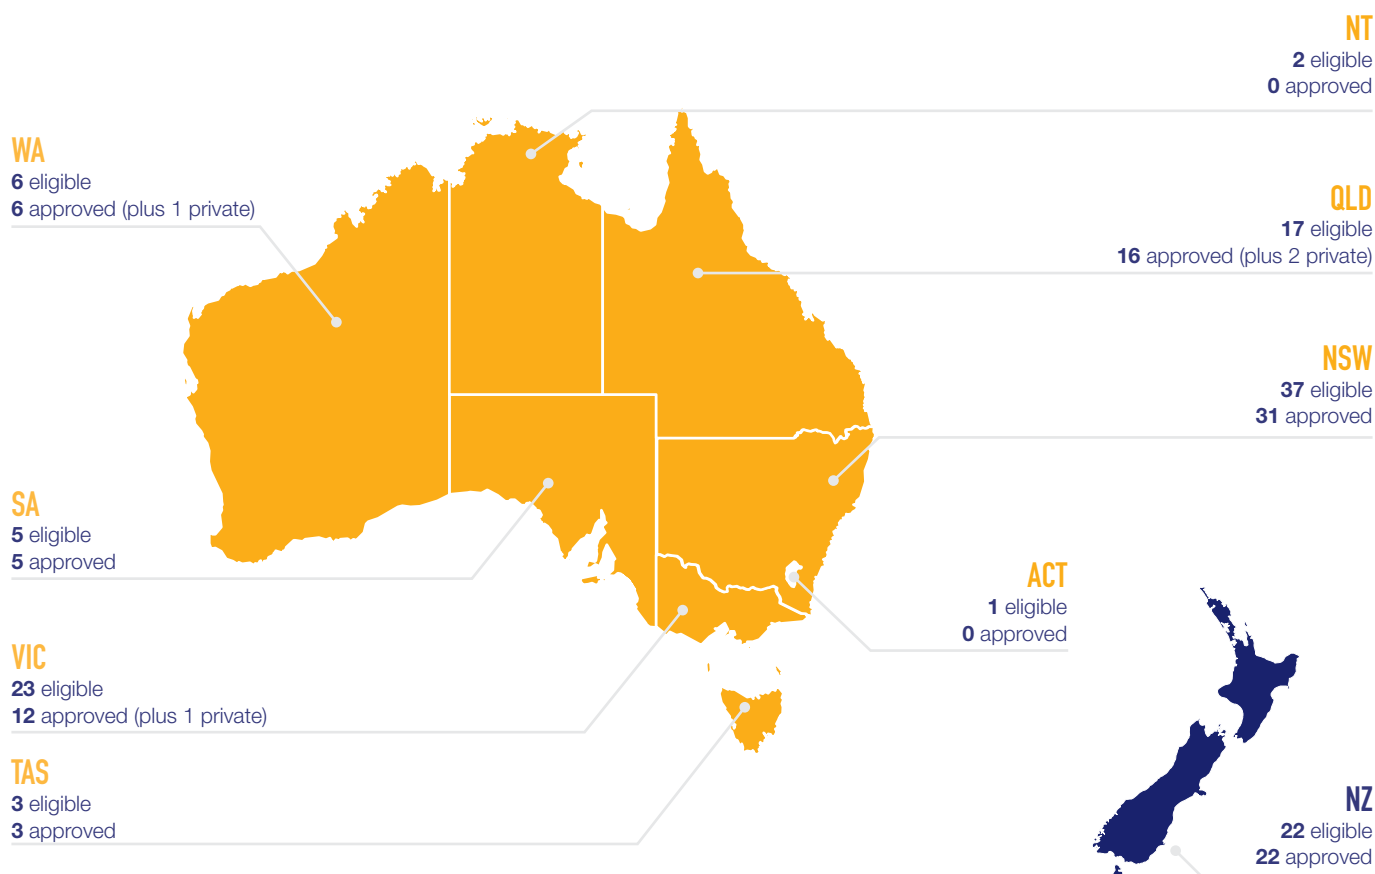 NT
2 eligible
0 approved
WA
6 eligible
6 approved (plus 1 private)
QLD
17 eligible
16 approved (plus 2 private)
NSW
37 eligible
31 approved
SA
5 eligible
5 approved
ACT
1 eligible
0 approved
VIC
23 eligible
12 approved (plus 1 private)
TAS
3 eligible
3 approved
NZ
22 eligible
22 approved